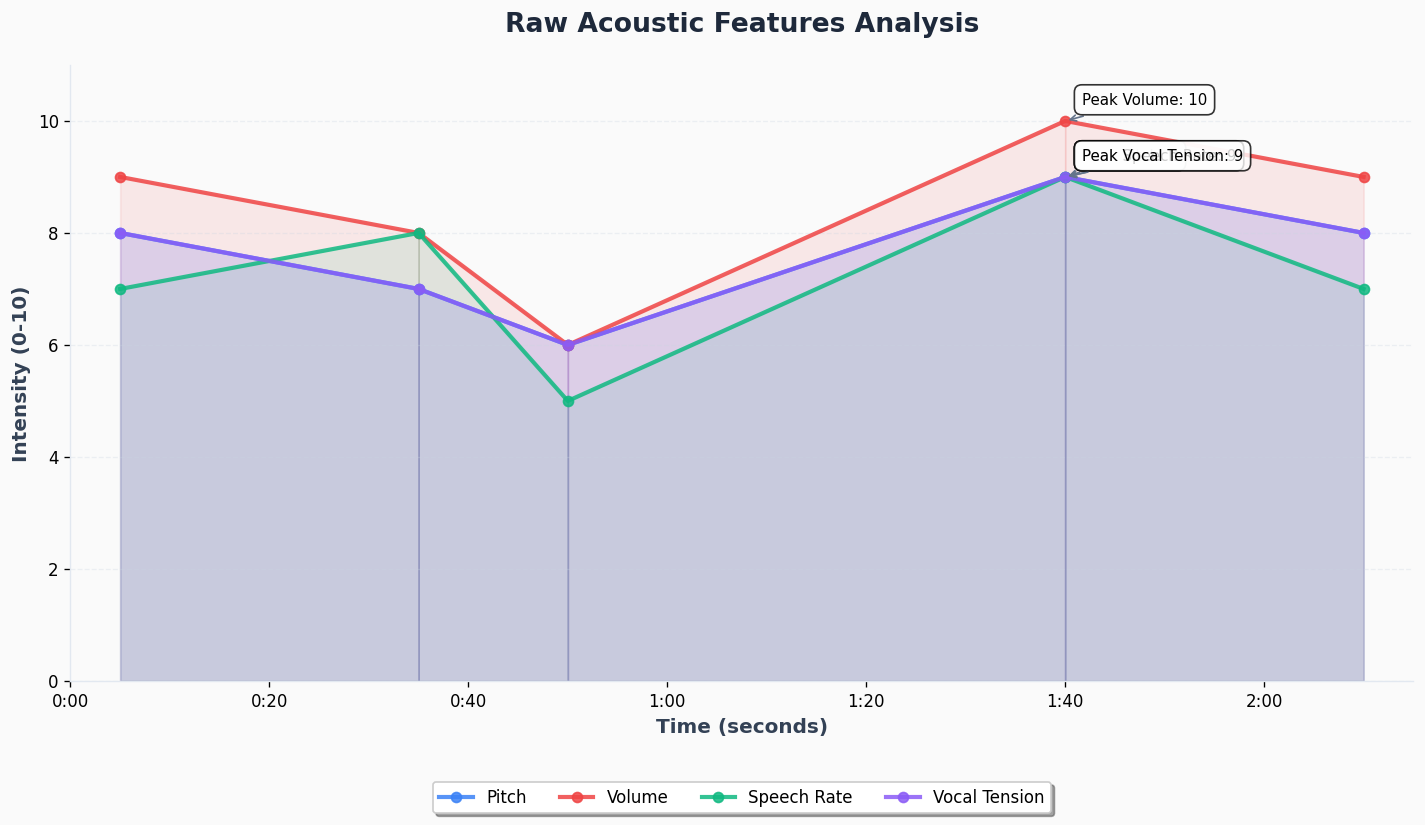 Raw Acoustic Features Analysis
Peak Volume: 10
Peak Vocal Tension: 9
Intensity (0-10)
10
8
6
4
2
0
0:00 0:20 0:40 1:00 1:20 1:40 2:00
Time (seconds)
Pitch Volume Speech Rate Vocal Tension